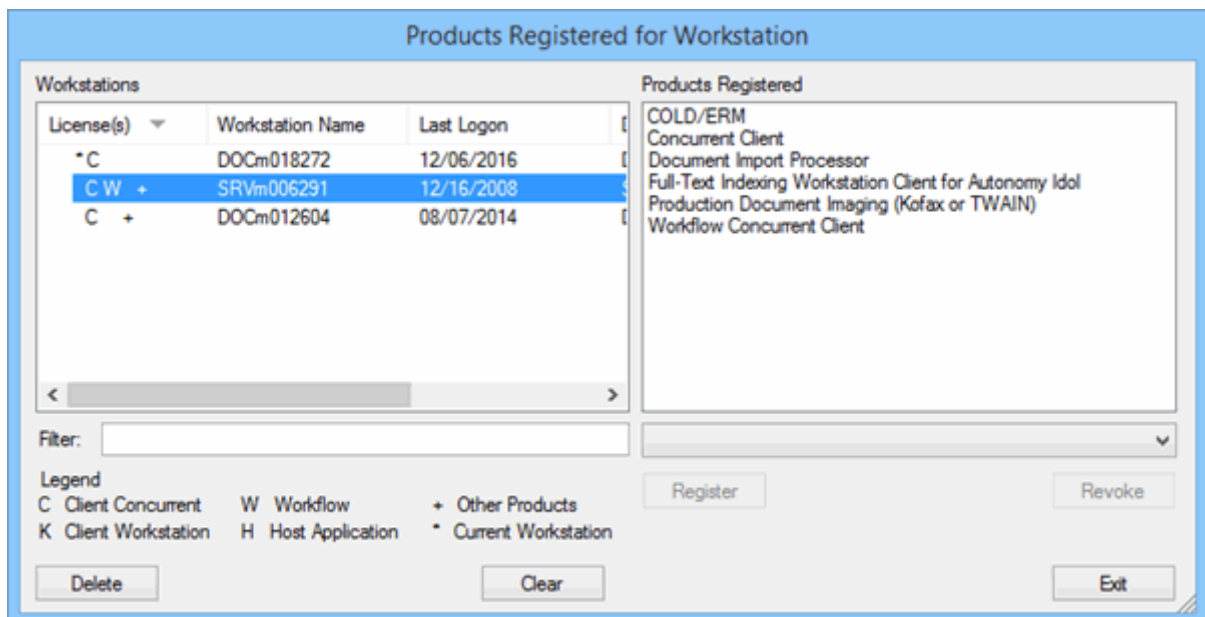 Products Registered for Workstation
Workstations
License(s) Workstation Name Last Logon
*C DOCm018272 12/06/2016
C W + SRVm006291 12/16/2008
C + DOCm012604 08/07/2014
Products Registered
COLD/ERM
Concurrent Client
Document Import Processor
Full-Text Indexing Workstation Client for Autonomy Idol
Production Document Imaging (Kofax or TWAIN)
Workflow Concurrent Client
Filter:
Legend
C Client Concurrent W Workflow + Other Products
K Client Workstation H Host Application * Current Workstation
Register Revoke
Delete Clear Exit